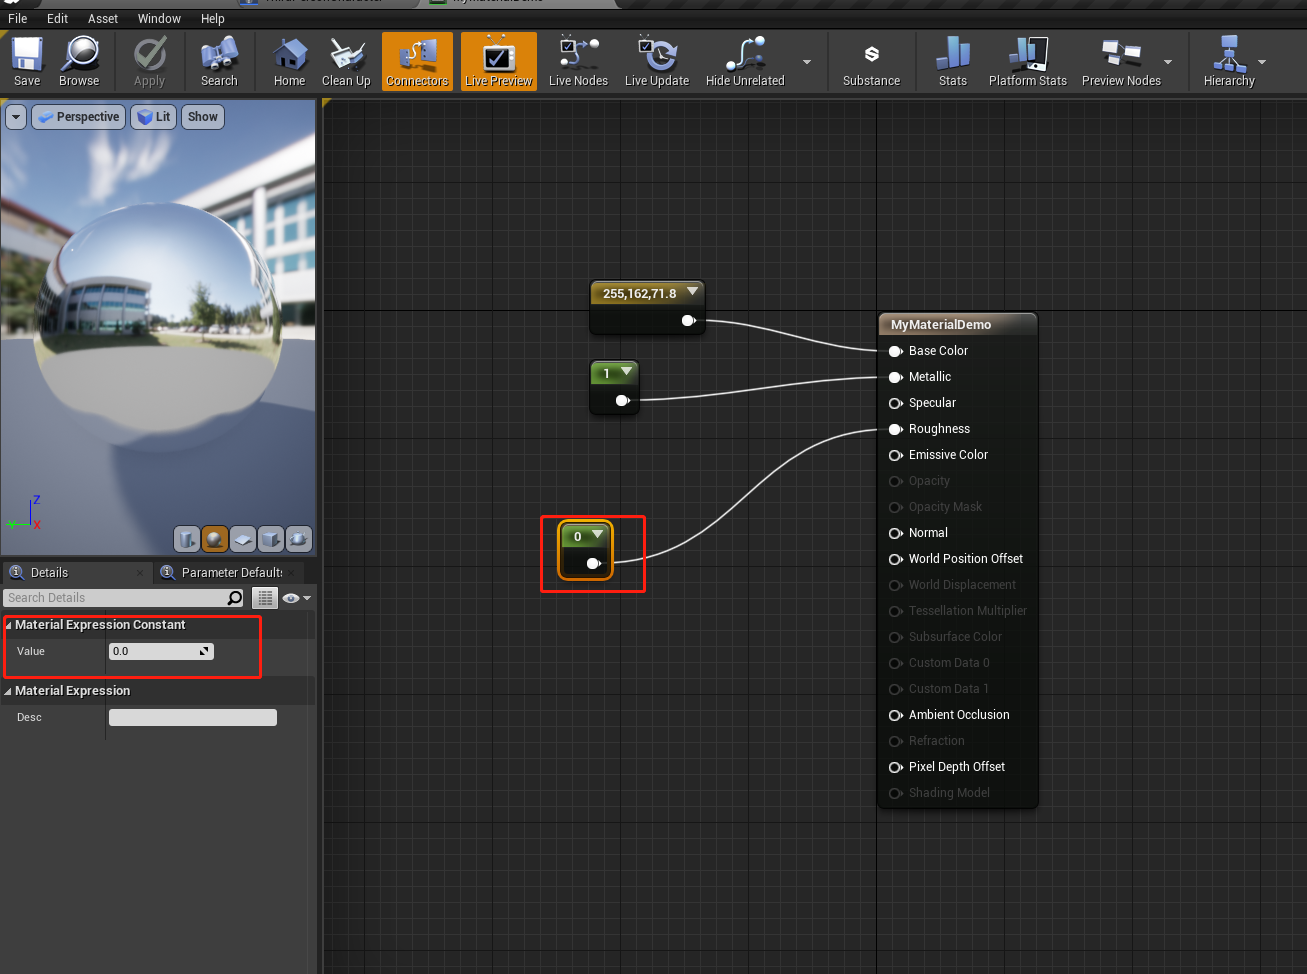 MyMaterialDemo
File Edit Asset Window Help
Save Browse Apply Search Home Clean Up Connectors Live Preview Live Nodes Live Update Hide Unrelated Substance Stats Platform Stats Preview Nodes Hierarchy
Perspective Lit Show
255,162,71.8
1
0
MyMaterialDemo
Base Color
Metallic
Specular
Roughness
Emissive Color
Opacity
Opacity Mask
Normal
World Position Offset
World Displacement
Tessellation Multiplier
Subsurface Color
Custom Data 0
Custom Data 1
Ambient Occlusion
Refraction
Pixel Depth Offset
Shading Model
Z
Y
X
Details Parameter Default
Search Details
Material Expression Constant
Value 0.0
Material Expression
Desc